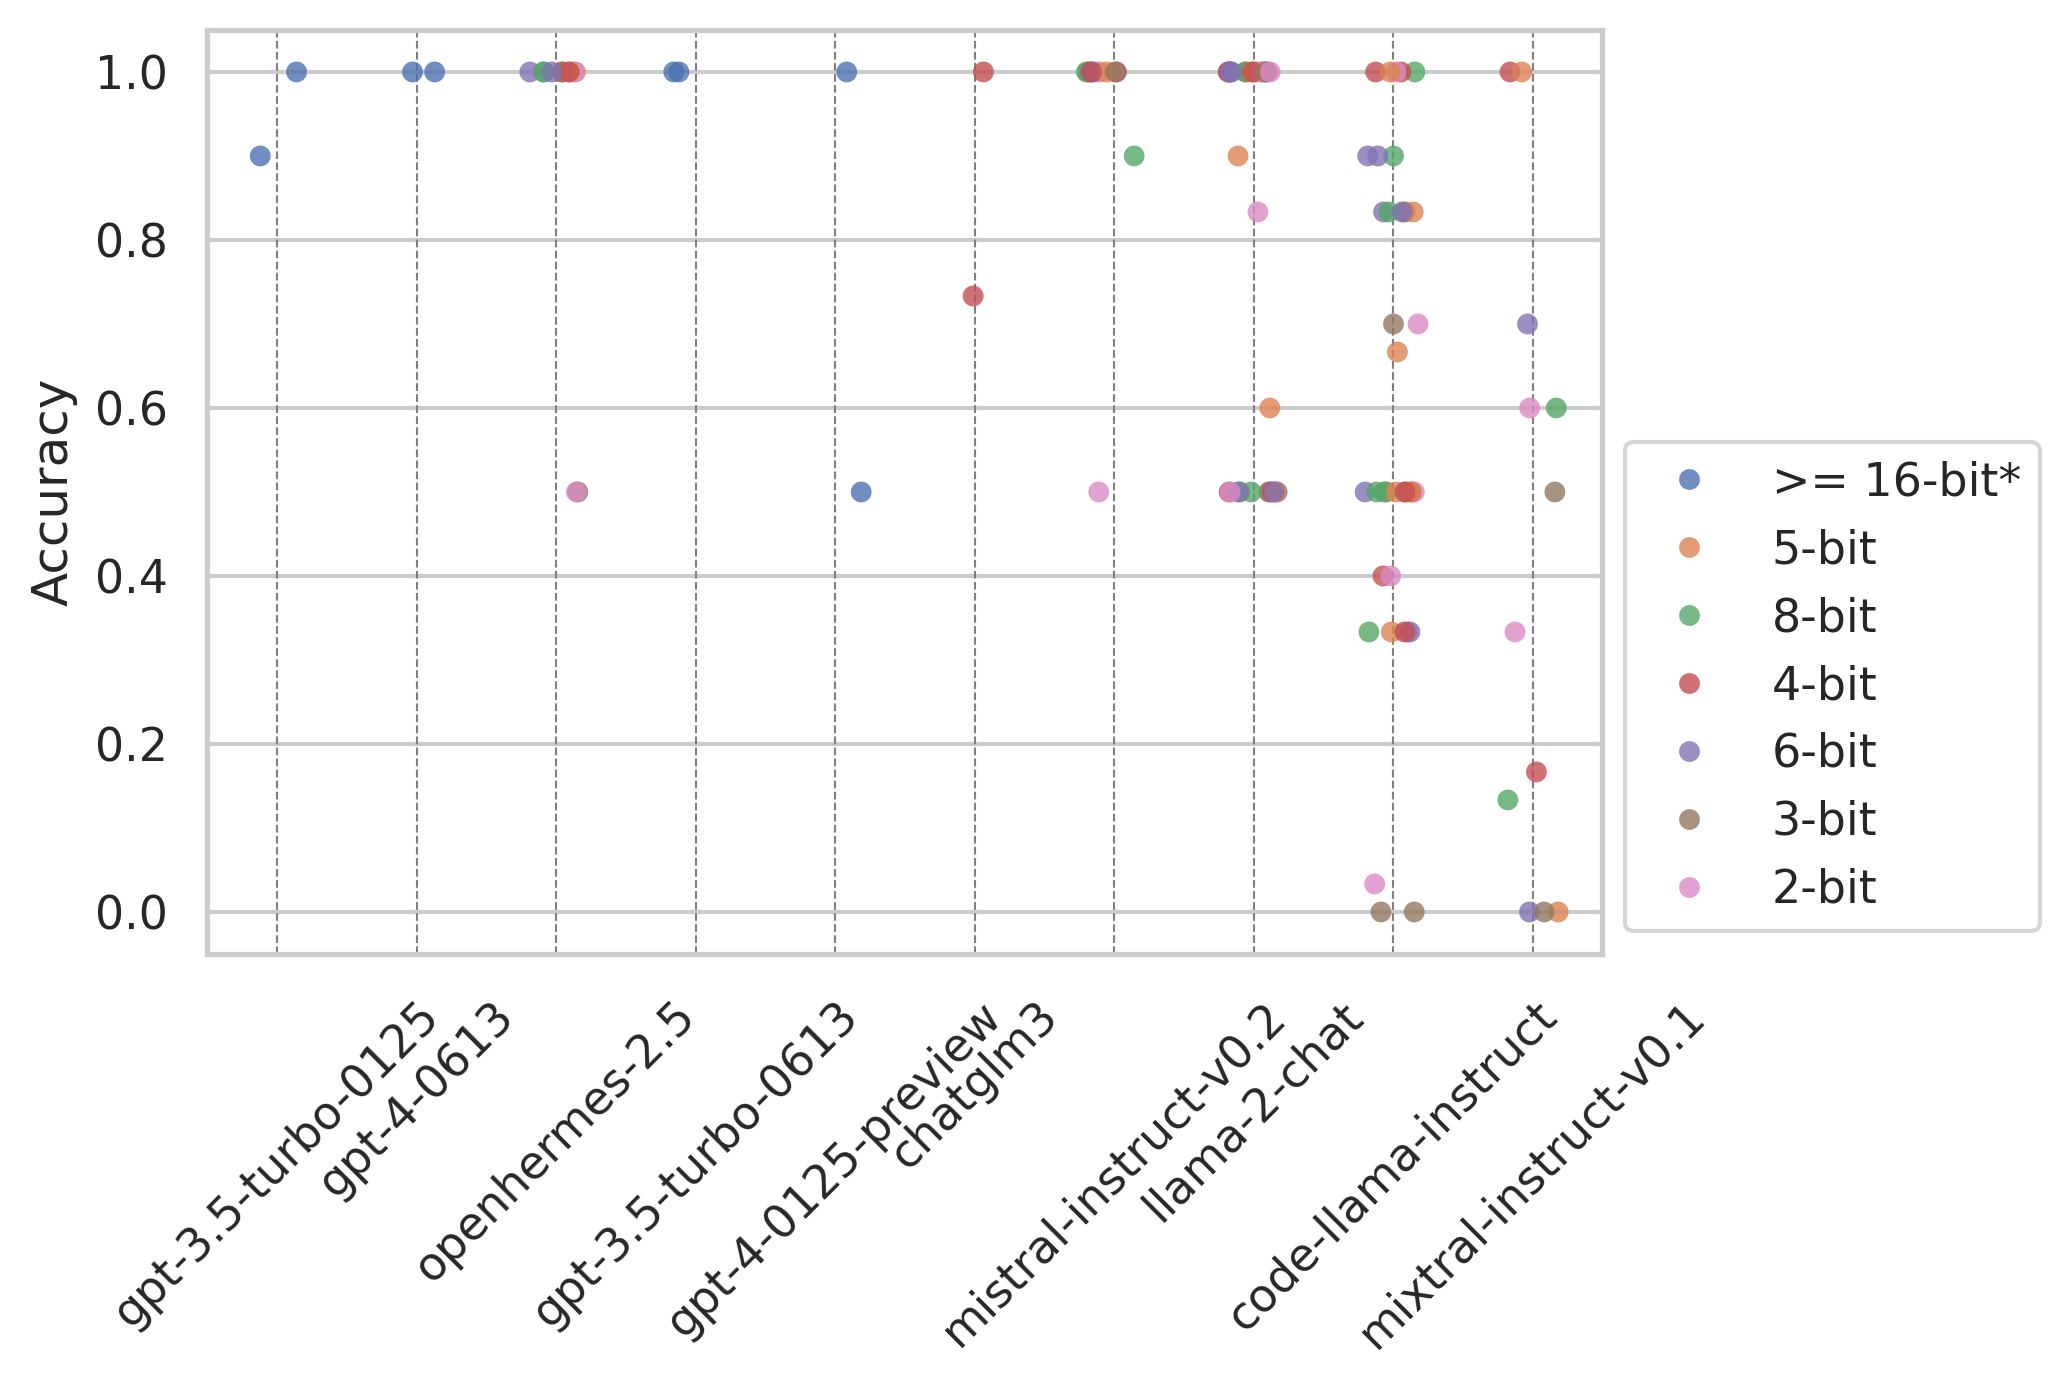 Accuracy
1.0
0.8
0.6
0.4
0.2
0.0
gpt-3.5-turbo-0125
gpt-4-0613
openhermes-2.5
gpt-3.5-turbo-0613
gpt-4-0125-preview
chatglm3
mistral-instruct-v0.2
llama-2-chat
code-llama-instruct
mixtral-instruct-v0.1
>= 16-bit*
5-bit
8-bit
4-bit
6-bit
3-bit
2-bit